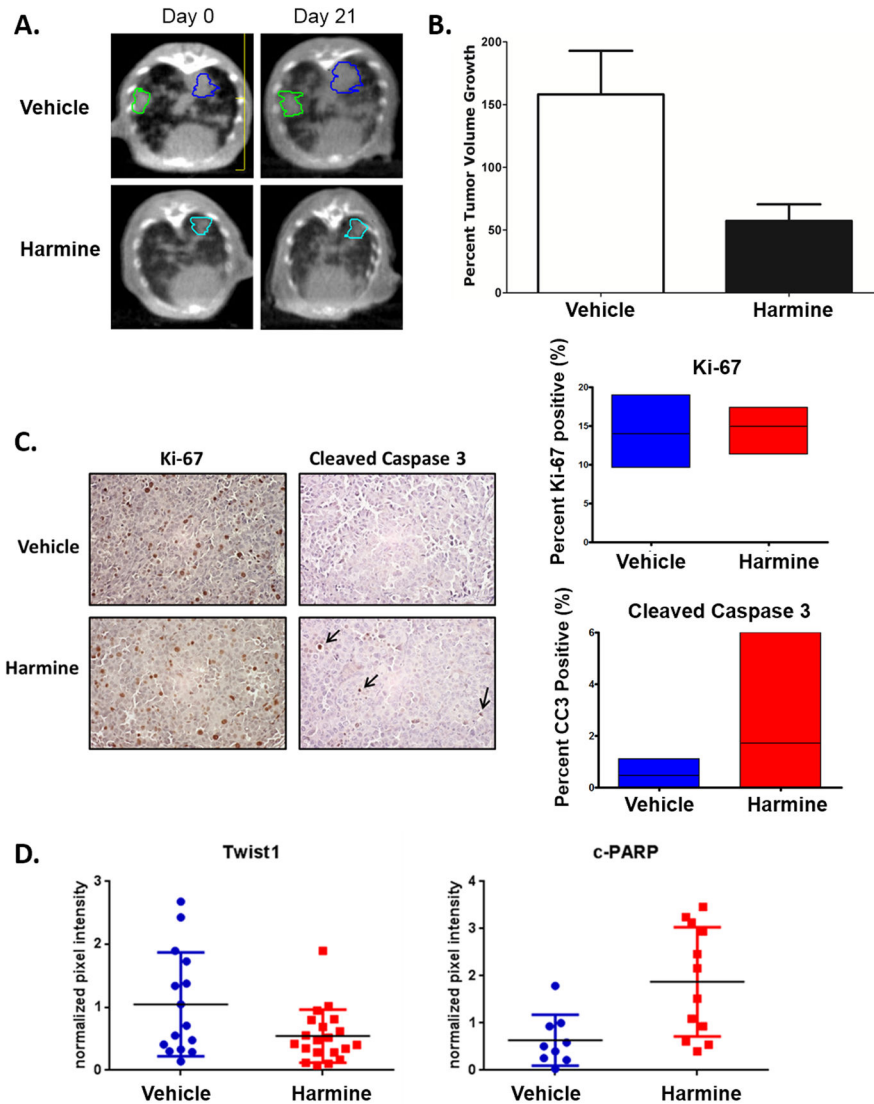 A.
Day 0
Day 21
Vehicle
Harmine
B.
Percent Tumor Volume Growth
200
150
100
50
0
Vehicle
Harmine
C.
Ki-67
Cleaved Caspase 3
Vehicle
Harmine
Ki-67
Percent Ki-67 positive (%)
20
15
10
5
0
Vehicle
Harmine
Cleaved Caspase 3
Percent CC3 Positive (%)
6
4
2
0
Vehicle
Harmine
D.
Twist1
normalized pixel intensity
3
2
1
0
Vehicle
Harmine
c-PARP
normalized pixel intensity
4
3
2
1
0
Vehicle
Harmine